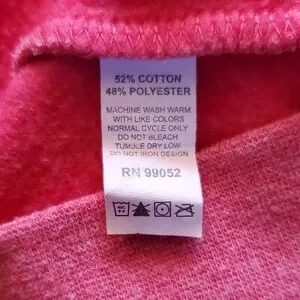 52% COTTON
48% POLYESTER
MACHINE WASH WARM
WITH LIKE COLORS
NORMAL CYCLE ONLY
DO NOT BLEACH
TUMBLE DRY LOW
DO NOT IRON DESIGN
RN 99052